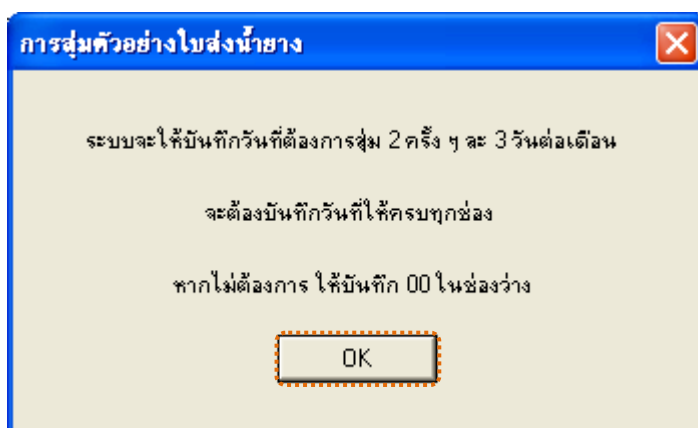 การสุ่มตัวอย่างใบส่งน้ำยาง
ระบบจะให้บันทึกวันที่ต้องการสุ่ม 2 ครั้ง ๆ ละ 3 วันต่อเดือน
จะต้องบันทึกวันที่ให้ครบทุกช่อง
หากไม่ต้องการ ให้บันทึก 00 ในช่องว่าง
OK